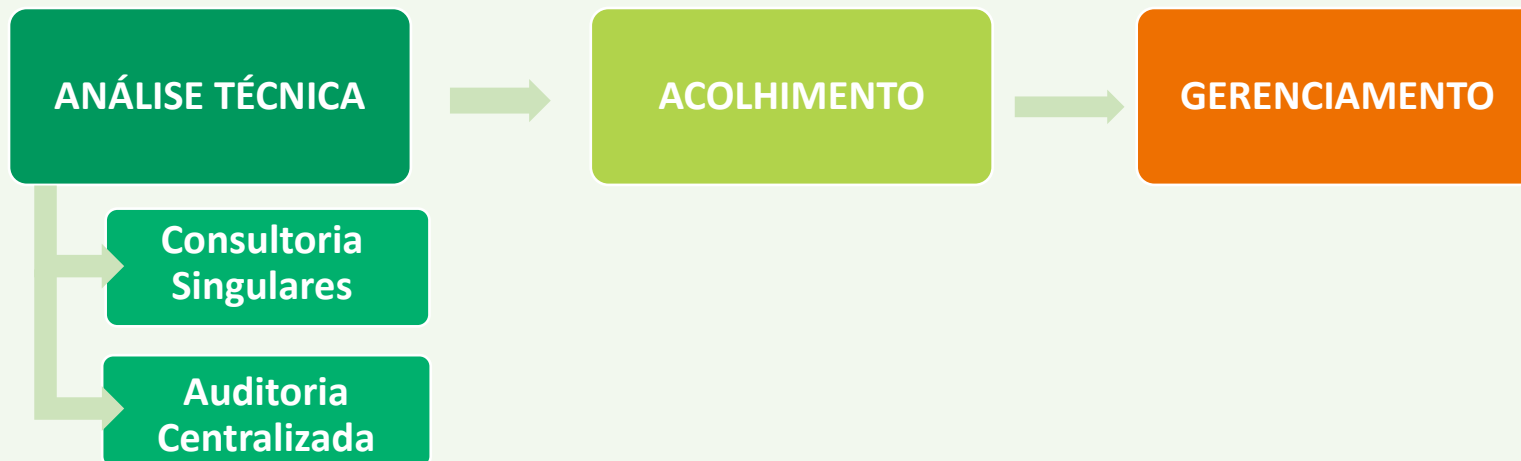 ANÁLISE TÉCNICA
ACOLHIMENTO
GERENCIAMENTO
Consultoria
Singulares
Auditoria
Centralizada